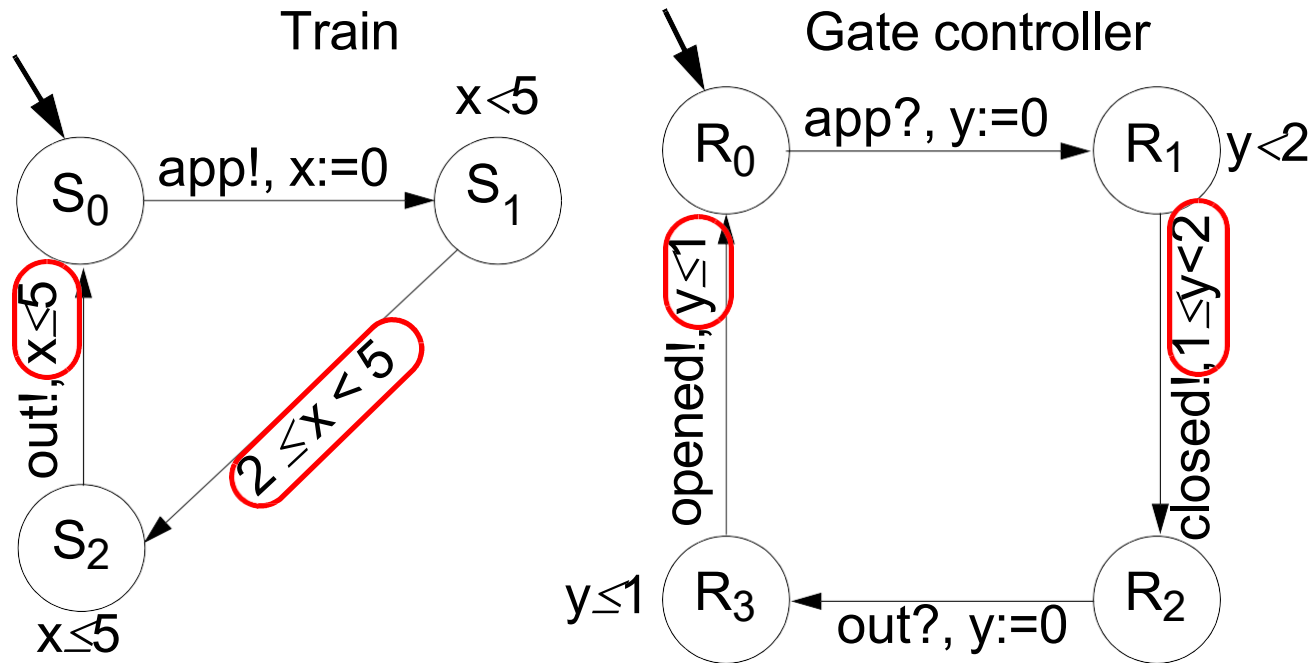 Train
Gate controller
x<5
S0
app!, x:=0
S1
out!, x≤5
2 ≤x < 5
S2
x≤5
R0
app?, y:=0
R1
y<2
opened!, y≤1
closed!, 1≤y<2
y≤1
R3
out?, y:=0
R2